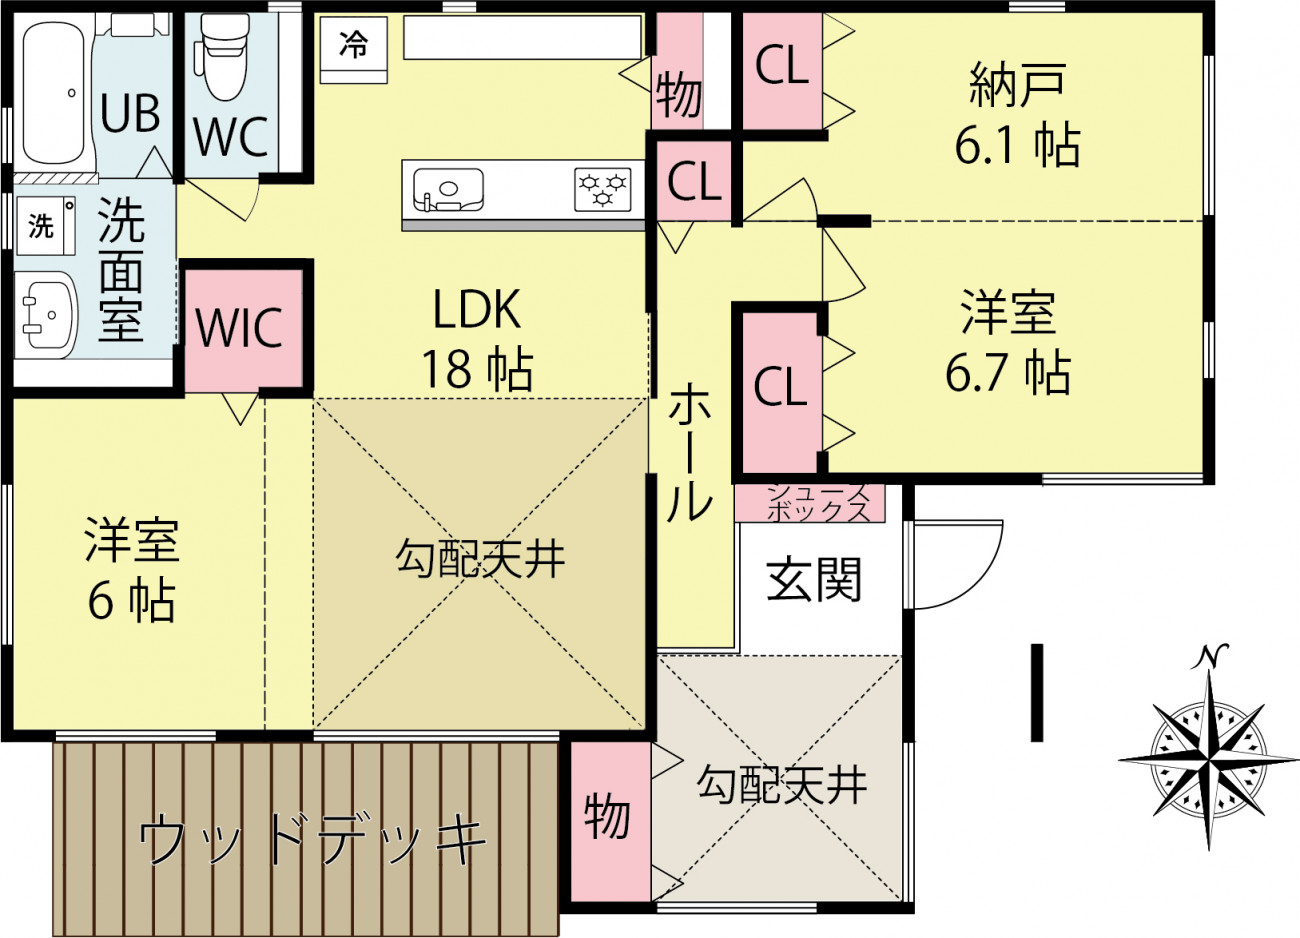 冷
UB
WC
物
CL
納戸
6.1 帖
CL
洗
洗面室
WIC
LDK
18 帖
洋室
6.7 帖
CL
ホール
シューズ
ボックス
洋室
6 帖
勾配天井
玄関
N
勾配天井
物
ウッドデッキ